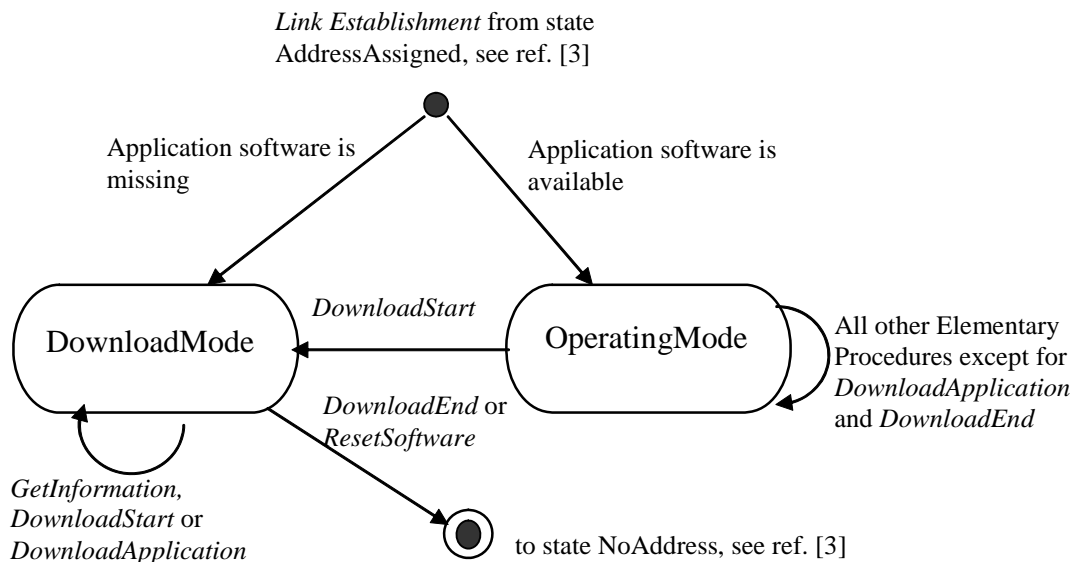 Link Establishment from state
AddressAssigned, see ref. [3]
Application software is
missing
Application software is
available
DownloadMode
DownloadStart
OperatingMode
All other Elementary
Procedures except for
DownloadApplication
and DownloadEnd
DownloadEnd or
ResetSoftware
GetInformation,
DownloadStart or
DownloadApplication
to state NoAddress, see ref. [3]